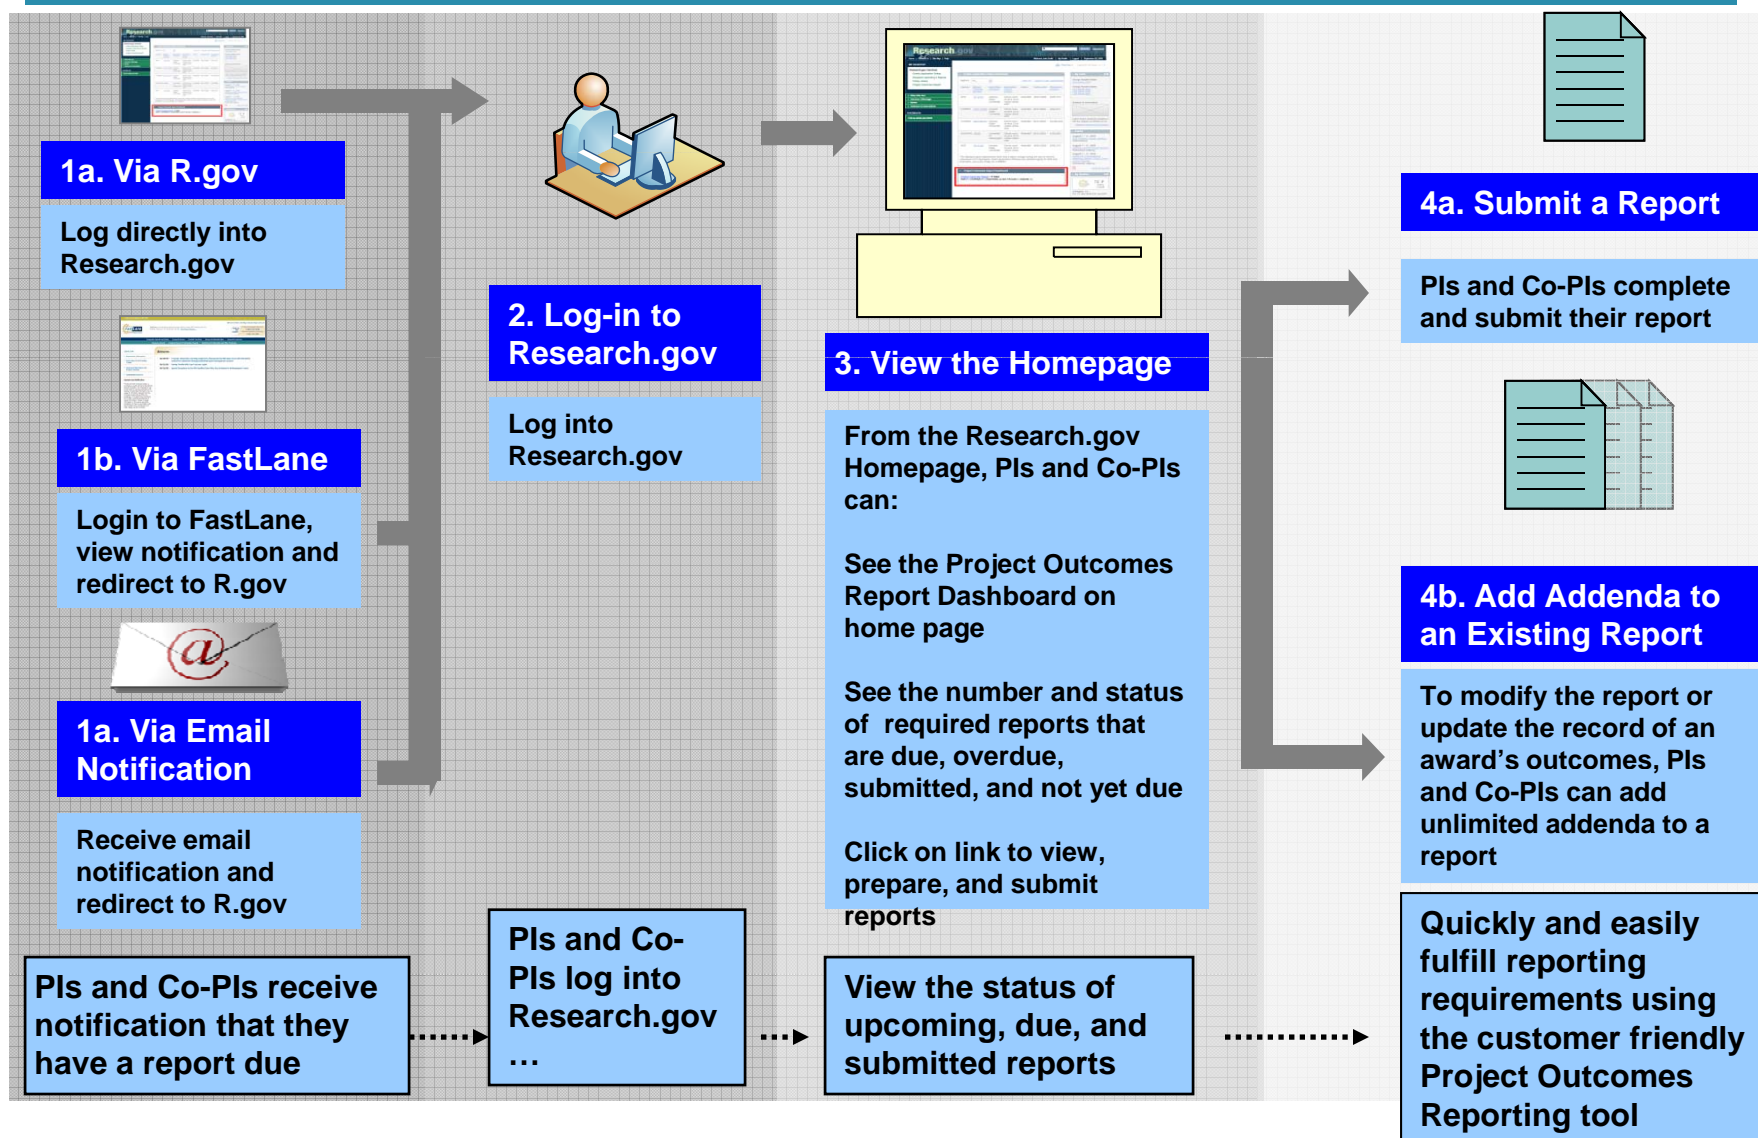 Research.gov
1a. Via R.gov
Log directly into
Research.gov
1b. Via FastLane
Login to FastLane,
view notification and
redirect to R.gov
@
1a. Via Email
Notification
Receive email
notification and
redirect to R.gov
PIs and Co-PIs receive
notification that they
have a report due
2. Log-in to
Research.gov
Log into
Research.gov
PIs and Co-
PIs log into
Research.gov
…
Research.gov
3. View the Homepage
From the Research.gov
Homepage, PIs and Co-PIs
can:
See the Project Outcomes
Report Dashboard on
home page
See the number and status
of  required reports that
are due, overdue,
submitted, and not yet due
Click on link to view,
prepare, and submit
reports
View the status of
upcoming, due, and
submitted reports
4a. Submit a Report
PIs and Co-PIs complete
and submit their report
4b. Add Addenda to
an Existing Report
To modify the report or
update the record of an
award’s outcomes, PIs
and Co-PIs can add
unlimited addenda to a
report
Quickly and easily
fulfill reporting
requirements using
the customer friendly
Project Outcomes
Reporting tool